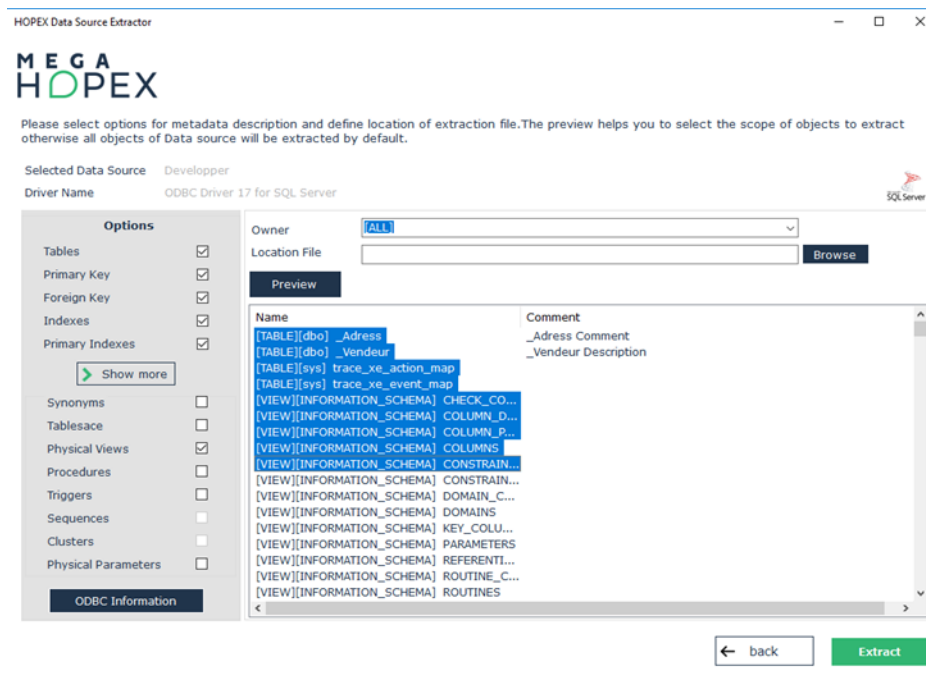 HOPEX Data Source Extractor
MEGA
HOPEX
Please select options for metadata description and define location of extraction file.The preview helps you to select the scope of objects to extract
otherwise all objects of Data source will be extracted by default.
Selected Data Source Developper
Driver Name ODBC Driver 17 for SQL Server
SQL Server
Options
Tables
Primary Key
Foreign Key
Indexes
Primary Indexes
Show more
Synonyms
Tablesace
Physical Views
Procedures
Triggers
Sequences
Clusters
Physical Parameters
ODBC Information
Owner [ALL]
Location File Browse
Preview
Name Comment
[TABLE][dbo] _Adress _Adress Comment
[TABLE][dbo] _Vendeur _Vendeur Description
[TABLE][sys] trace_xe_action_map
[TABLE][sys] trace_xe_event_map
[VIEW][INFORMATION_SCHEMA] CHECK_CO...
[VIEW][INFORMATION_SCHEMA] COLUMN_D...
[VIEW][INFORMATION_SCHEMA] COLUMN_P...
[VIEW][INFORMATION_SCHEMA] COLUMNS
[VIEW][INFORMATION_SCHEMA] CONSTRAIN...
[VIEW][INFORMATION_SCHEMA] CONSTRAIN...
[VIEW][INFORMATION_SCHEMA] DOMAIN_C...
[VIEW][INFORMATION_SCHEMA] DOMAINS
[VIEW][INFORMATION_SCHEMA] KEY_COLU...
[VIEW][INFORMATION_SCHEMA] PARAMETERS
[VIEW][INFORMATION_SCHEMA] REFERENTI...
[VIEW][INFORMATION_SCHEMA] ROUTINE_C...
[VIEW][INFORMATION_SCHEMA] ROUTINES
back
Extract